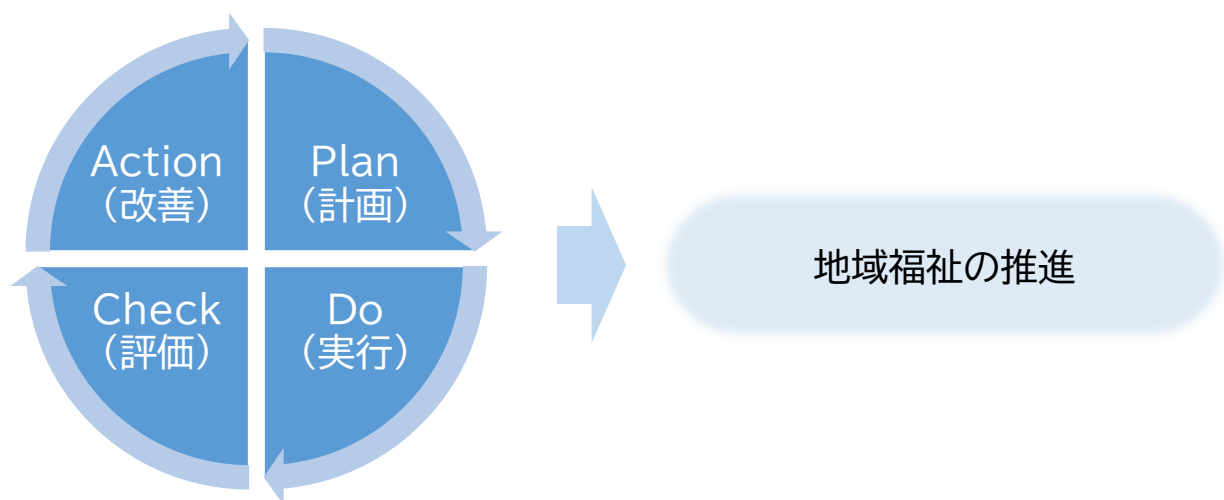 Action
（改善）
Plan
（計画）
Check
（評価）
Do
（実行）
地域福祉の推進